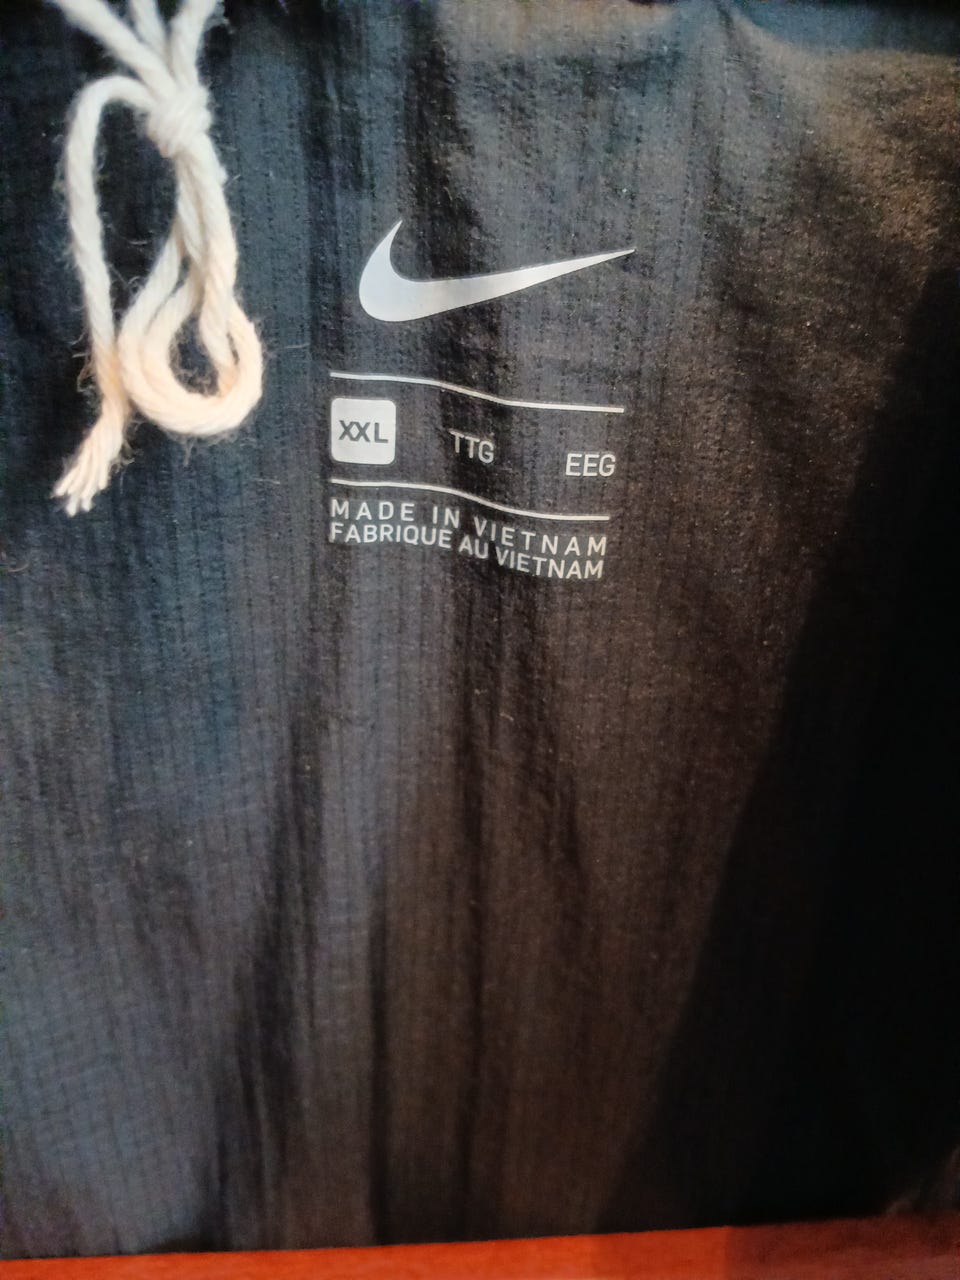 XXL TTG EEG
MADE IN VIETNAM
FABRIQUE AU VIETNAM